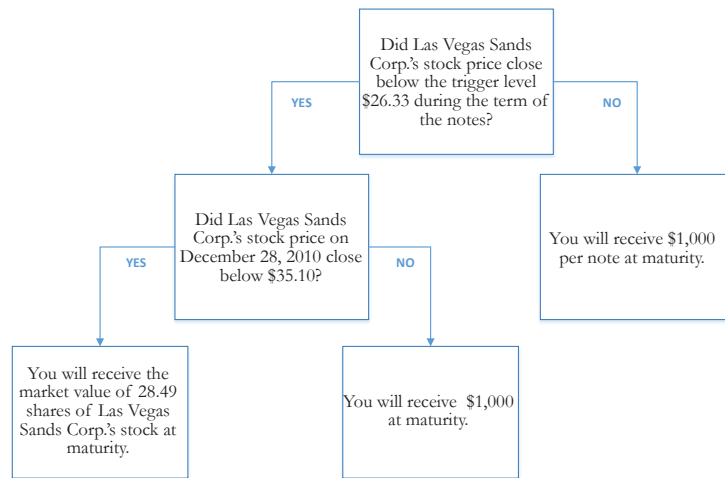 Did Las Vegas Sands
Corp.'s stock price close
below the trigger level
$26.33 during the term of
the notes?
YES
NO
Did Las Vegas Sands
Corp.'s stock price on
December 28, 2010 close
below $35.10?
You will receive $1,000
per note at maturity.
YES
NO
You will receive the
market value of 28.49
shares of Las Vegas
Sands Corp.'s stock at
maturity.
You will receive $1,000
at maturity.